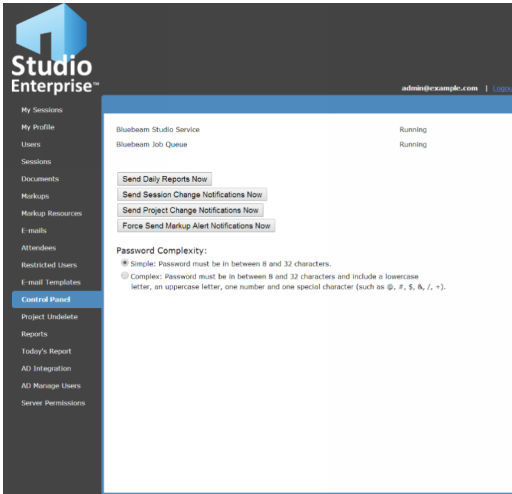 Studio
Enterprise™
admin@example.com | Logout
My Sessions
My Profile
Users
Sessions
Documents
Markups
Markup Resources
E-mails
Attendees
Restricted Users
E-mail Templates
Control Panel
Project Undelete
Reports
Today's Report
AD Integration
AD Manage Users
Server Permissions
Bluebeam Studio Service Running
Bluebeam Job Queue Running
Send Daily Reports Now
Send Session Change Notifications Now
Send Project Change Notifications Now
Force Send Markup Alert Notifications Now
Password Complexity:
Simple: Password must be in between 8 and 32 characters.
Complex: Password must be in between 8 and 32 characters and include a lowercase
letter, an uppercase letter, one number and one special character (such as @, #, $, &, /, +).